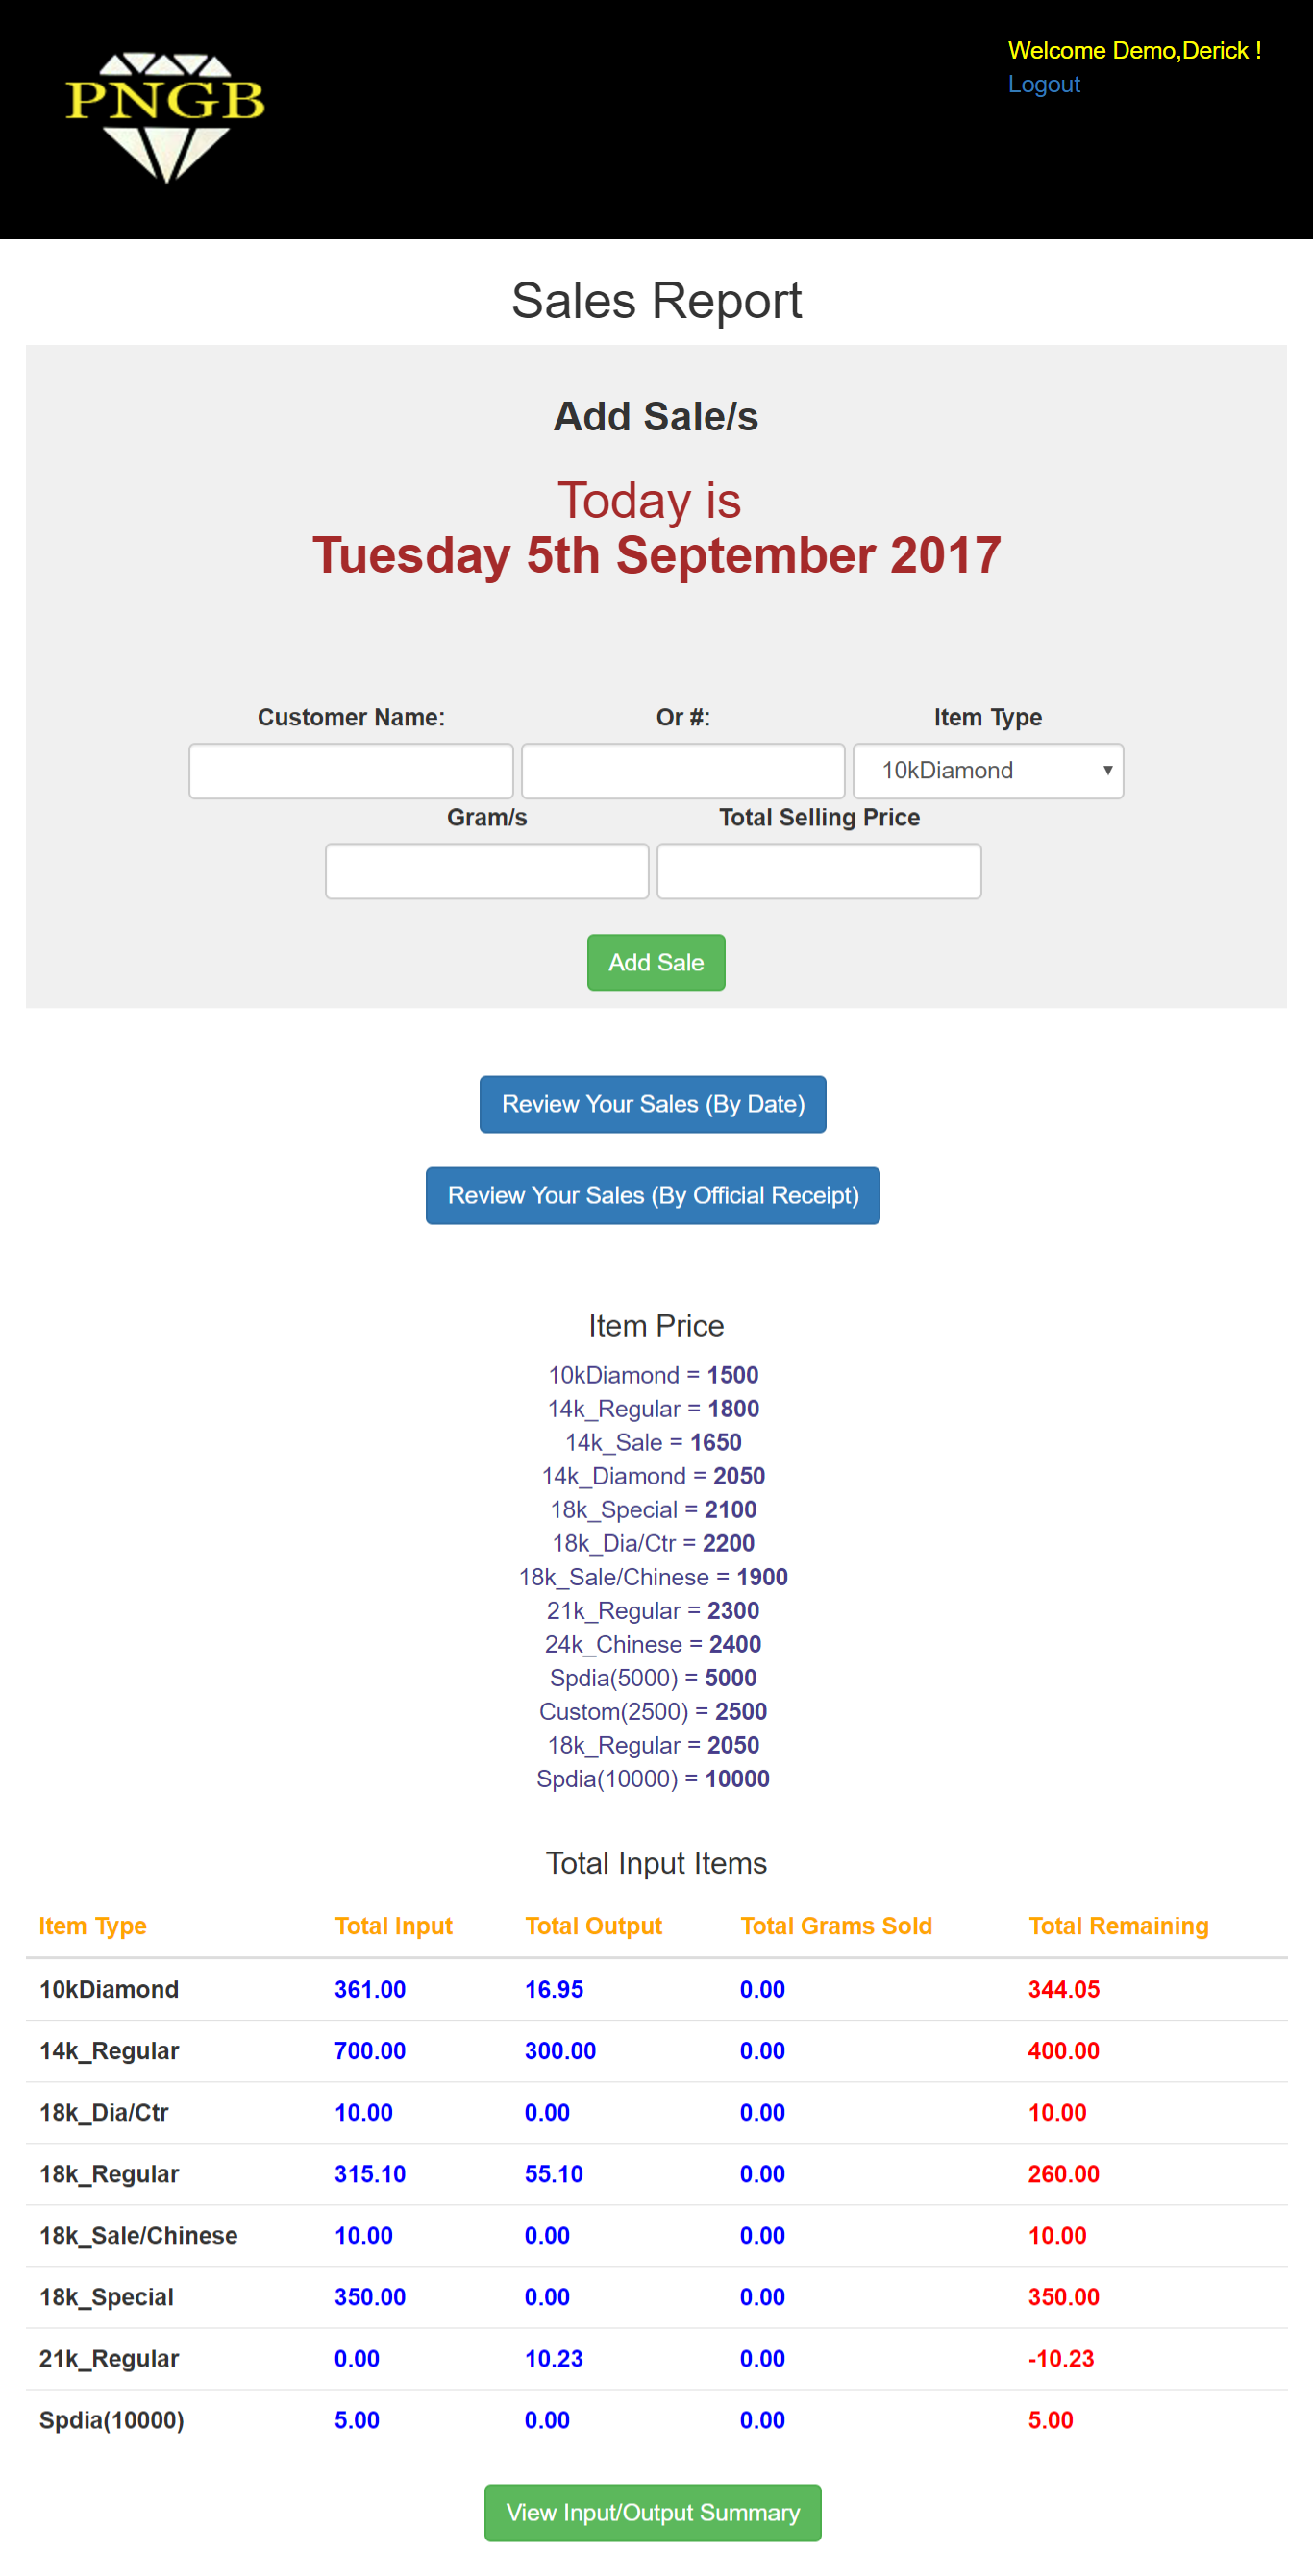 PNGB
Welcome Demo,Derick !
Logout
Sales Report
Add Sale/s
Today is
Tuesday 5th September 2017
Customer Name: Or #: Item Type
10kDiamond
Gram/s Total Selling Price
Add Sale
Review Your Sales (By Date)
Review Your Sales (By Official Receipt)
Item Price
10kDiamond = 1500
14k_Regular = 1800
14k_Sale = 1650
14k_Diamond = 2050
18k_Special = 2100
18k_Dia/Ctr = 2200
18k_Sale/Chinese = 1900
21k_Regular = 2300
24k_Chinese = 2400
Spdia(5000) = 5000
Custom(2500) = 2500
18k_Regular = 2050
Spdia(10000) = 10000
Total Input Items
Item Type Total Input Total Output Total Grams Sold Total Remaining
10kDiamond 361.00 16.95 0.00 344.05
14k_Regular 700.00 300.00 0.00 400.00
18k_Dia/Ctr 10.00 0.00 0.00 10.00
18k_Regular 315.10 55.10 0.00 260.00
18k_Sale/Chinese 10.00 0.00 0.00 10.00
18k_Special 350.00 0.00 0.00 350.00
21k_Regular 0.00 10.23 0.00 -10.23
Spdia(10000) 5.00 0.00 0.00 5.00
View Input/Output Summary